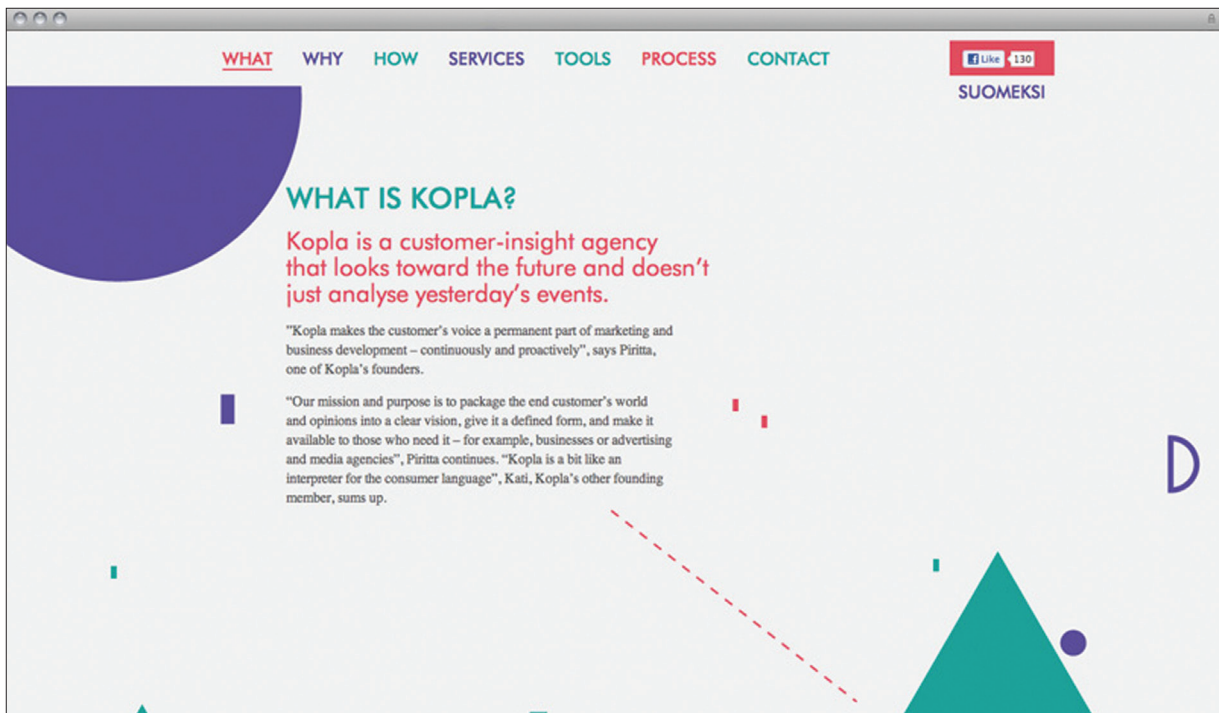 WHAT WHY HOW SERVICES TOOLS PROCESS CONTACT
Like 130
SUOMEKSI
WHAT IS KOPLA?
Kopla is a customer-insight agency
that looks toward the future and doesn't
just analyse yesterday's events.
”Kopla makes the customer's voice a permanent part of marketing and
business development – continuously and proactively”, says Piritta,
one of Kopla's founders.
“Our mission and purpose is to package the end customer's world
and opinions into a clear vision, give it a defined form, and make it
available to those who need it – for example, businesses or advertising
and media agencies”, Piritta continues. “Kopla is a bit like an
interpreter for the consumer language”, Kati, Kopla's other founding
member, sums up.